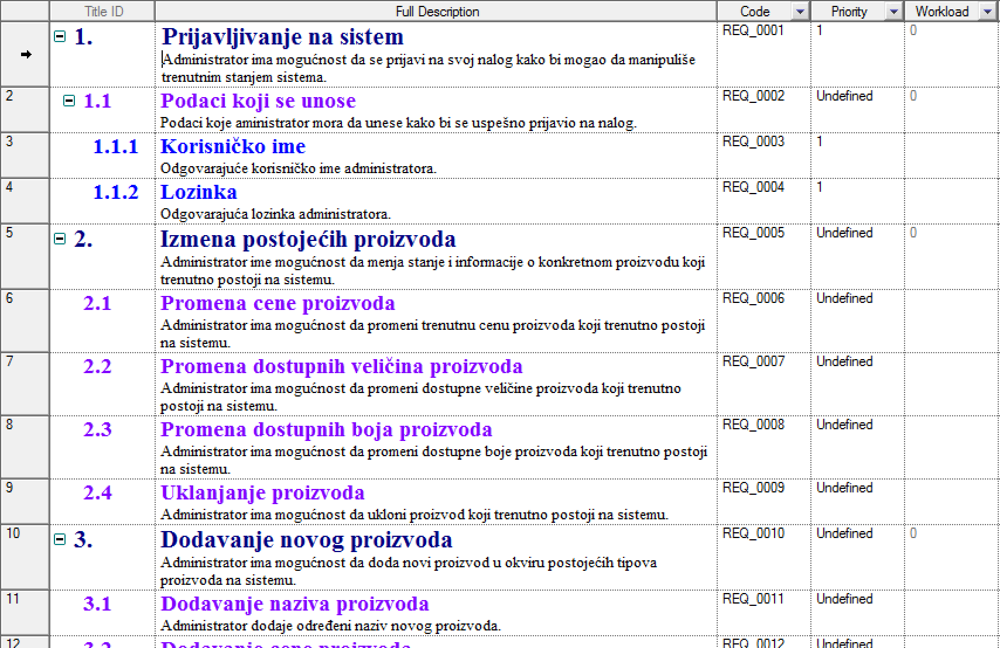 Title ID Full Description Code Priority Workload
1. Prijavljivanje na sistem REQ_0001 1 0
Administrator ima mogućnost da se prijavi na svoj nalog kako bi mogao da manipuliše
trenutnim stanjem sistema.
2 1.1 Podaci koji se unose REQ_0002 Undefined 0
Podaci koje aministrator mora da unese kako bi se uspešno prijavio na nalog.
3 1.1.1 Korisničko ime REQ_0003 1
Odgovarajuće korisničko ime administratora.
4 1.1.2 Lozinka REQ_0004 1
Odgovarajuća lozinka administratora.
5 2. Izmena postojećih proizvoda REQ_0005 Undefined 0
Administrator ime mogućnost da menja stanje i informacije o konkretnom proizvodu koji
trenutno postoji na sistemu.
6 2.1 Promena cene proizvoda REQ_0006 Undefined
Administrator ima mogućnost da promeni trenutnu cenu proizvoda koji trenutno postoji
na sistemu.
7 2.2 Promena dostupnih veličina proizvoda REQ_0007 Undefined
Administrator ima mogućnost da promeni dostupne veličine proizvoda koji trenutno
postoji na sistemu.
8 2.3 Promena dostupnih boja proizvoda REQ_0008 Undefined
Administrator ima mogućnost da promeni dostupne boje proizvoda koji trenutno postoji
na sistemu.
9 2.4 Uklanjanje proizvoda REQ_0009 Undefined
Administrator ima mogućnost da ukloni proizvod koji trenutno postoji na sistemu.
10 3. Dodavanje novog proizvoda REQ_0010 Undefined 0
Administrator ima mogućnost da doda novi proizvod u okviru postojećih tipova
proizvoda na sistemu.
11 3.1 Dodavanje naziva proizvoda REQ_0011 Undefined
Administrator dodaje određeni naziv novog proizvoda.
12 3.2 Dodavanje cene proizvoda REQ_0012 Undefined